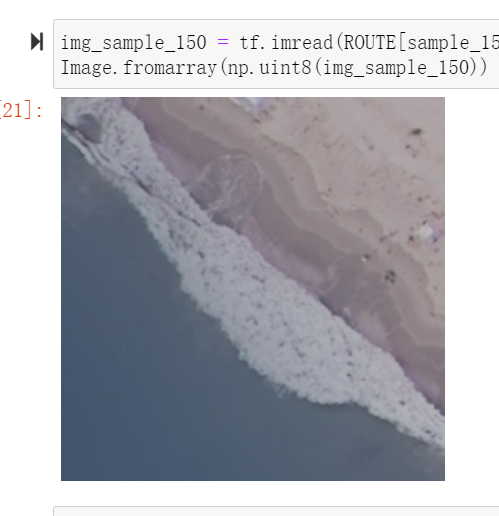 img_sample_150 = tf.imread(ROUTE[sample_15
Image.fromarray(np.uint8(img_sample_150))
[21]: